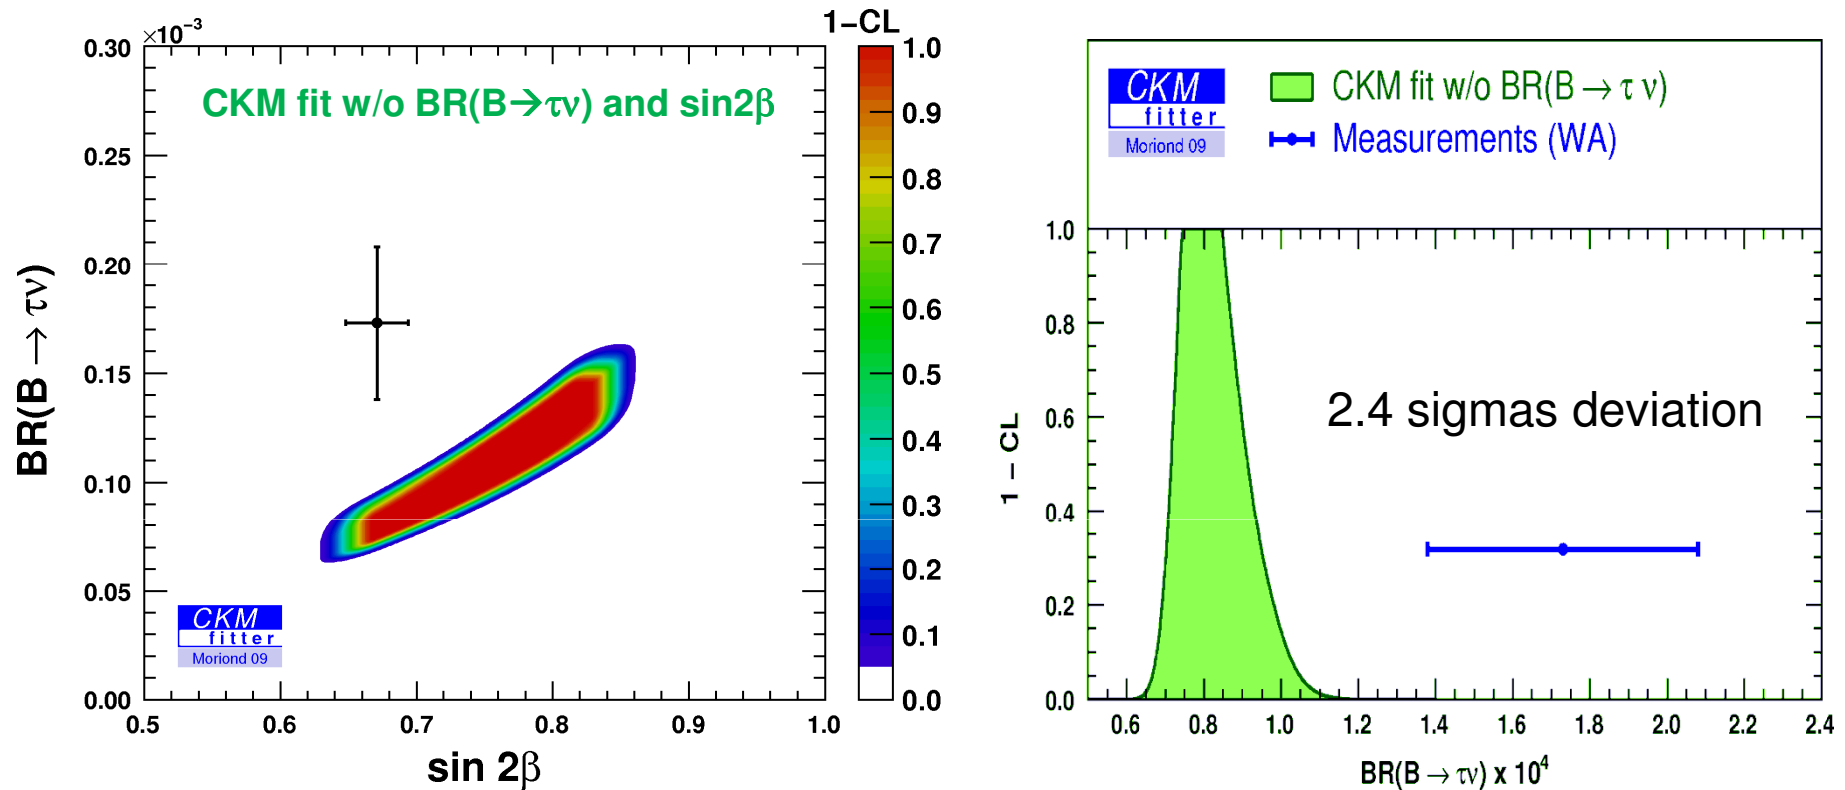 ×10⁻³
1−CL
0.30
0.25
0.20
0.15
0.10
0.05
0.00
BR(B → τν)
CKM fit w/o BR(B→τν) and sin2β
CKM
fitter
Moriond 09
0.5 0.6 0.7 0.8 0.9 1.0
sin 2β
1.0
0.9
0.8
0.7
0.6
0.5
0.4
0.3
0.2
0.1
0.0
CKM
fitter
Moriond 09
CKM fit w/o BR(B → τ ν)
Measurements (WA)
1.0
0.8
0.6
0.4
0.2
0.0
1 − CL
2.4 sigmas deviation
0.6 0.8 1.0 1.2 1.4 1.6 1.8 2.0 2.2 2.4
BR(B → τν) x 10⁴